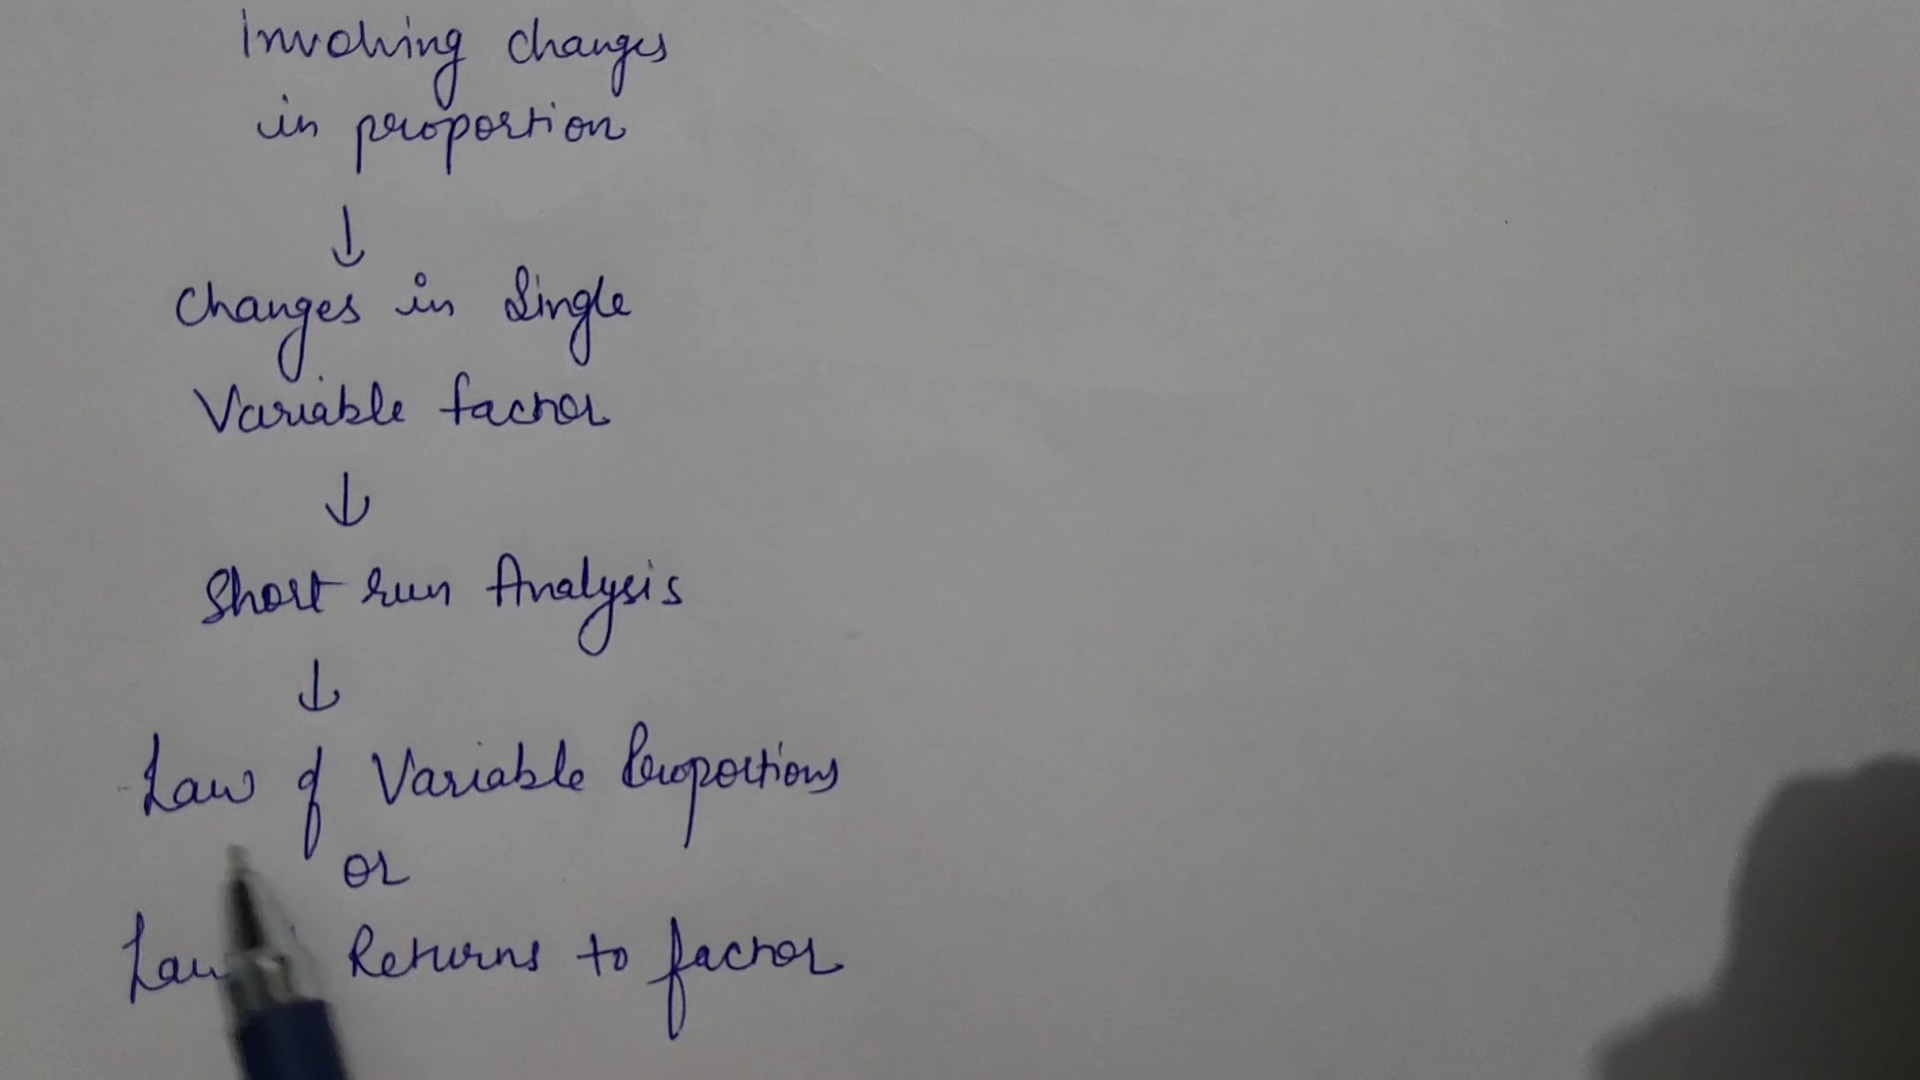 Involving changes
in proportion
↓
Changes in Single
Variable factor
↓
Short run Analysis
↓
Law of Variable Proportions
or
Law Returns to factor